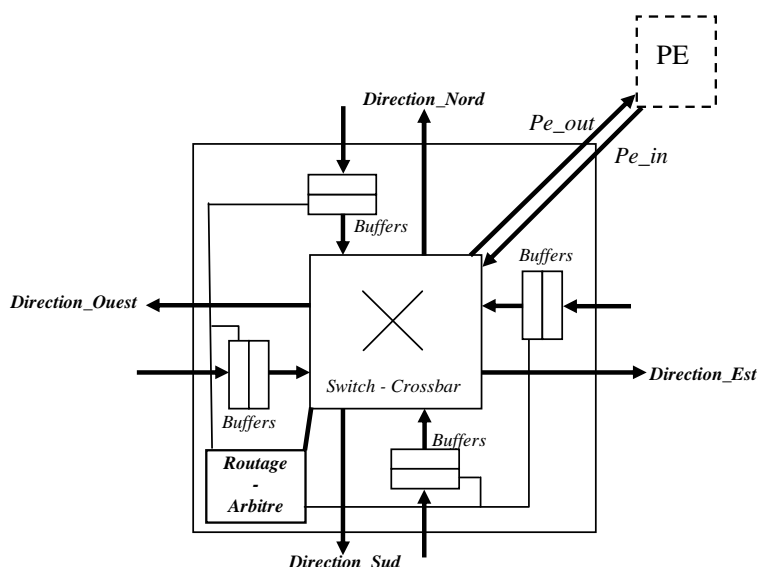 PE
Direction_Nord
Pe_out
Pe_in
Buffers
Buffers
Direction_Ouest
Switch - Crossbar
Direction_Est
Buffers
Buffers
Routage
-
Arbitre
Direction_Sud